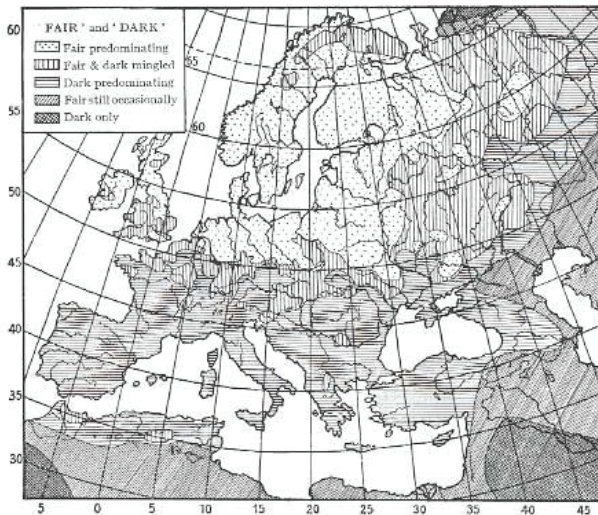 " FAIR " and " DARK "
Fair predominating
Fair & dark mingled
Dark predominating
Fair still occasionally
Dark only
60
55
50
45
40
35
30
65
60
5 0 5 10 15 20 25 30 35 40 45